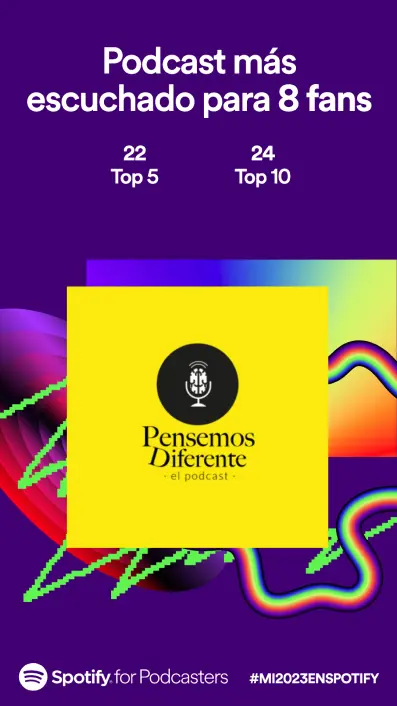 Podcast más
escuchado para 8 fans
22
Top 5
24
Top 10
Pensemos
Diferente
· el podcast ·
Spotify for Podcasters
#MI2023ENSPOTIFY